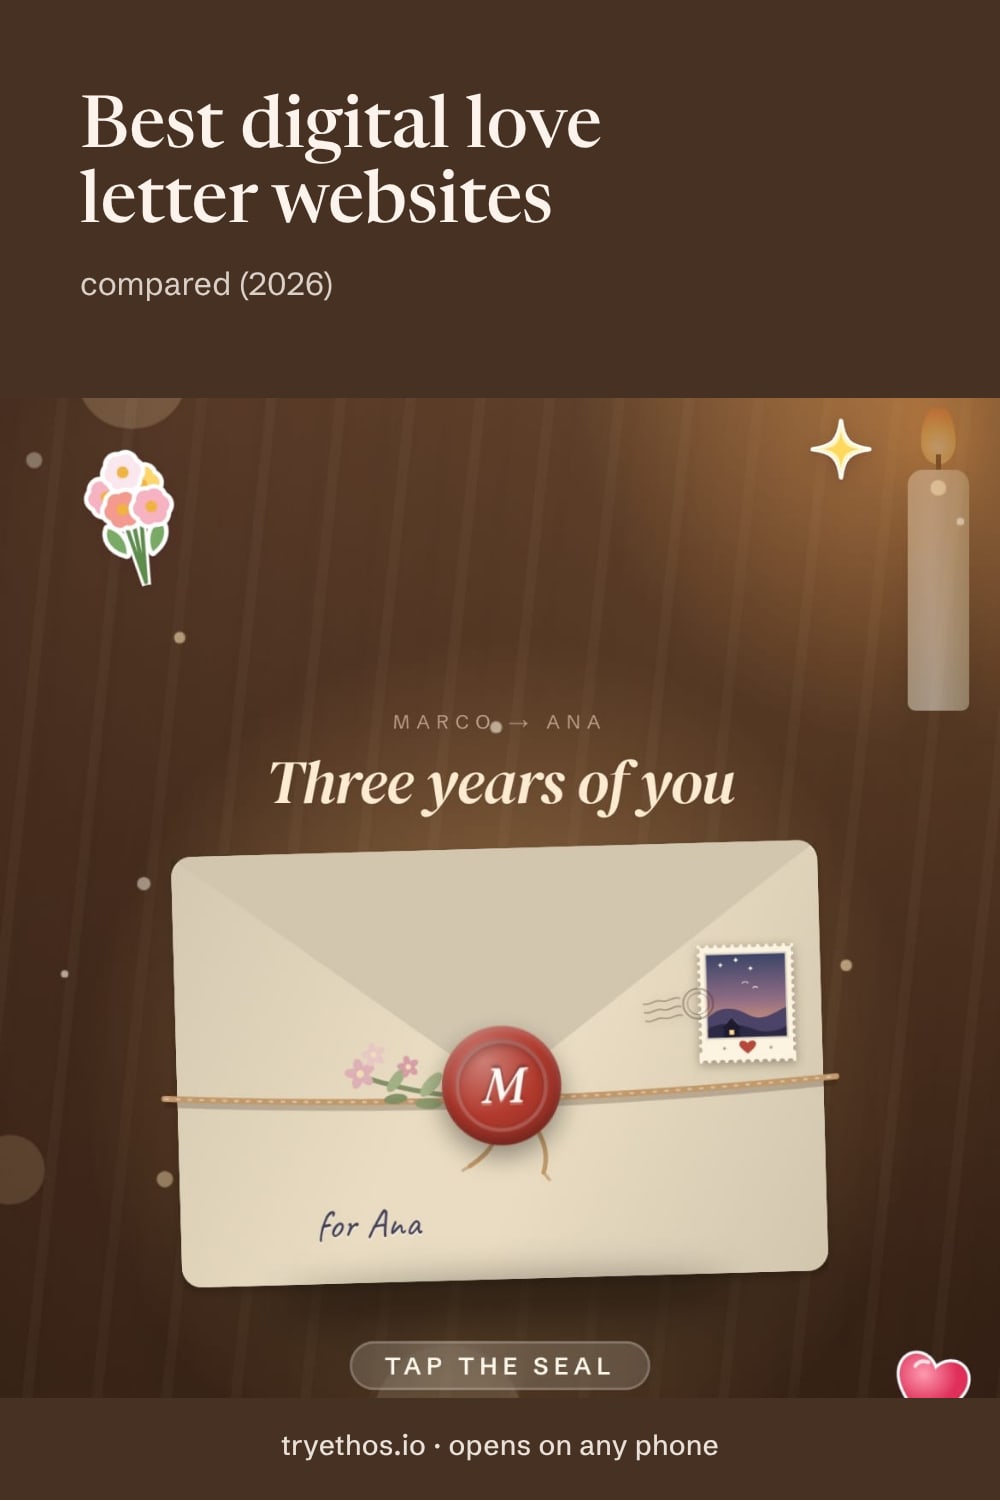 Best digital love
letter websites
compared (2026)
MARCO → ANA
Three years of you
M
for Ana
TAP THE SEAL
tryethos.io · opens on any phone